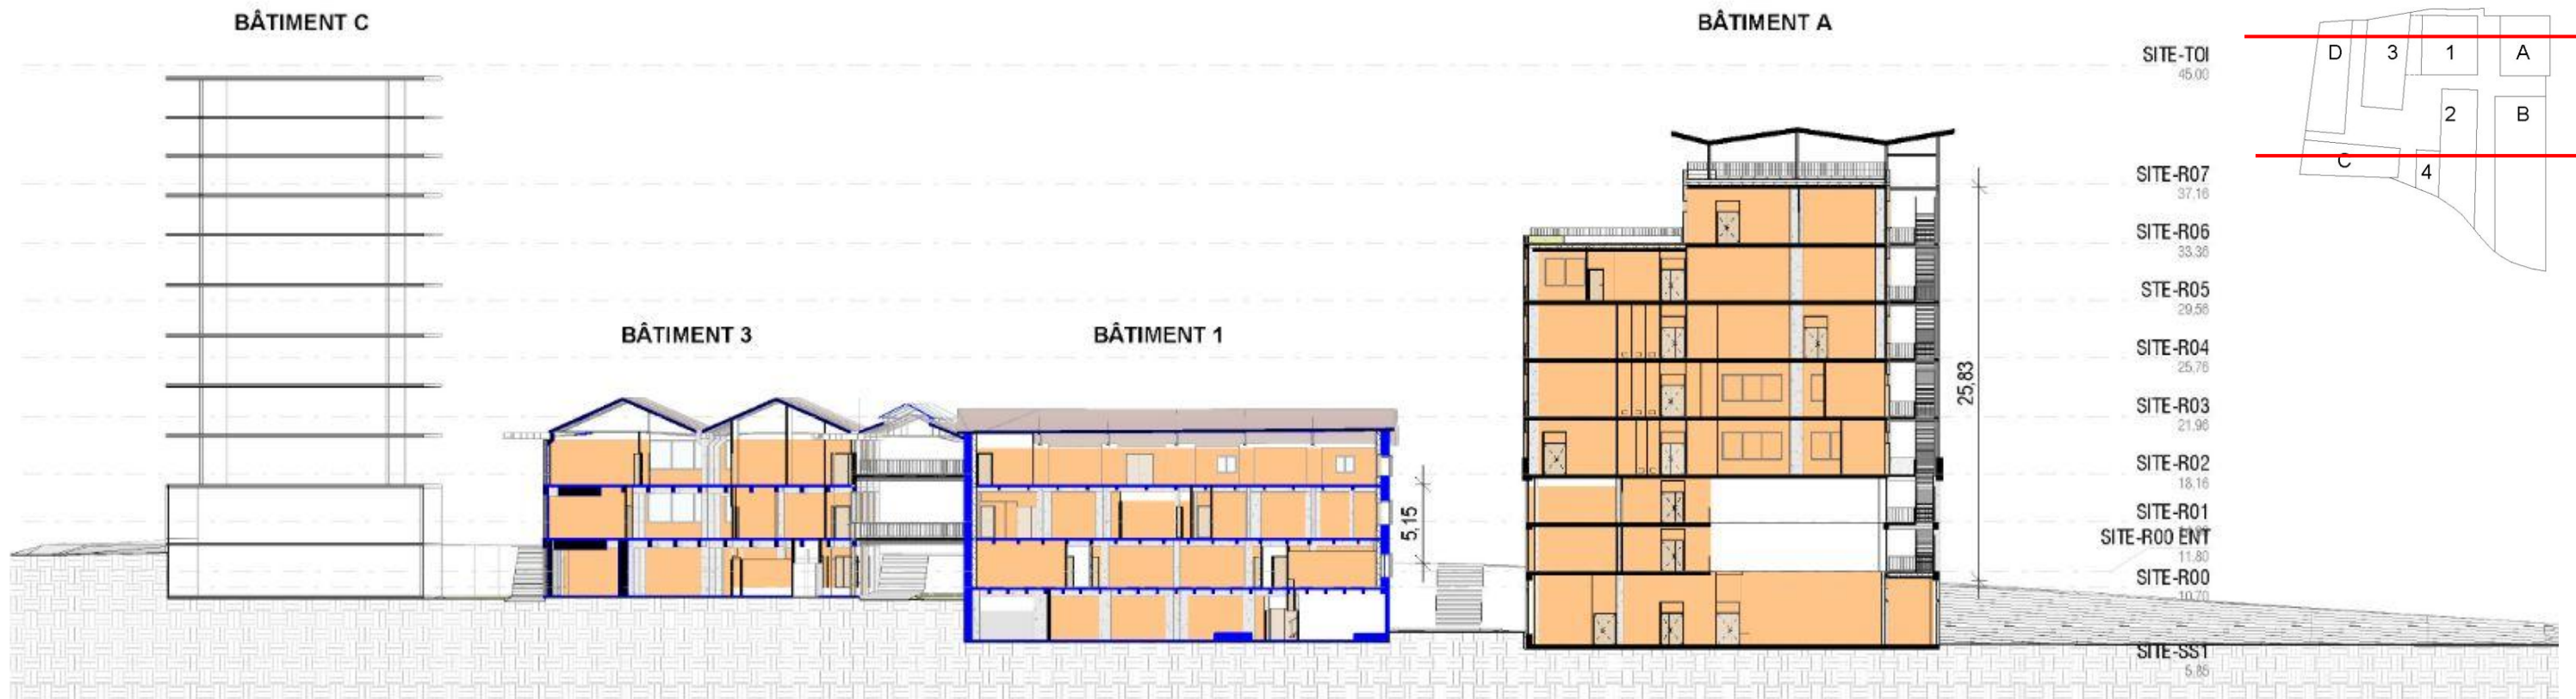 BÂTIMENT C
BÂTIMENT A
SITE-TOI
45.00
D
3
1
A
2
B
C
4
SITE-R07
37,16
SITE-R06
33.36
STE-R05
29.56
BÂTIMENT 3
BÂTIMENT 1
SITE-R04
25.76
25,83
SITE-R03
21.96
SITE-R02
18.16
5,15
SITE-R01
SITE-R00 ENT
11.80
SITE-R00
10.70
SITE-SS1
5.85